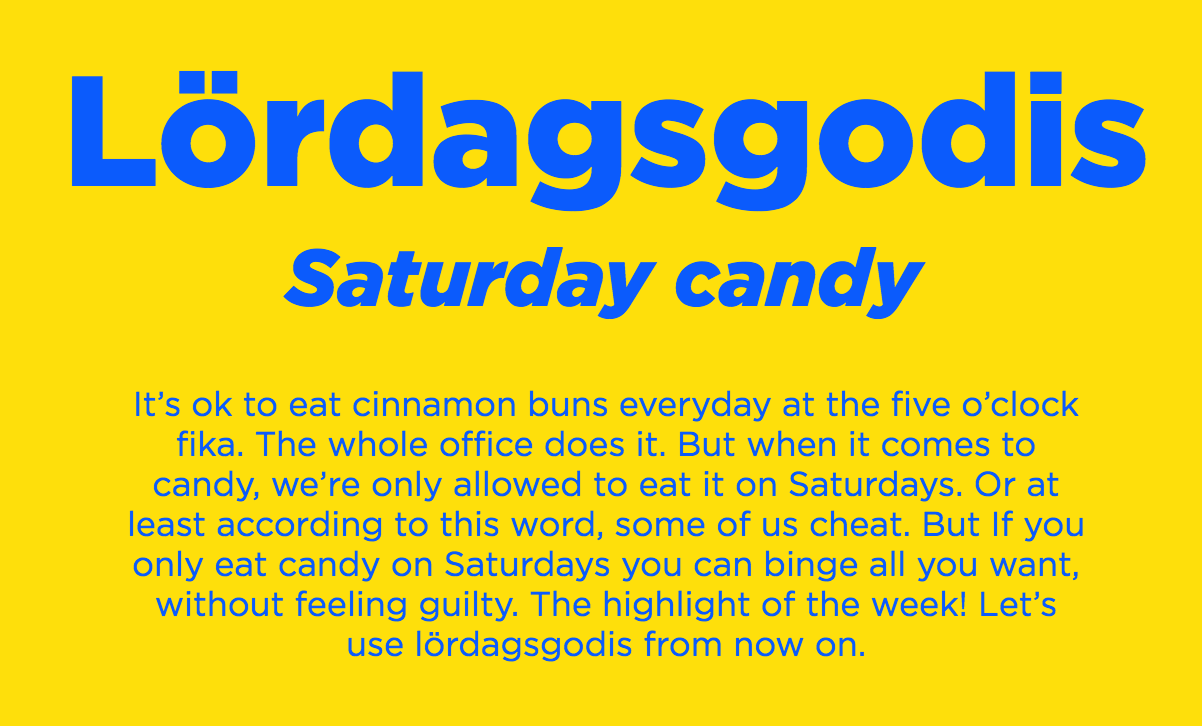 Lördagsgodis
Saturday candy
It’s ok to eat cinnamon buns everyday at the five o’clock
fika. The whole office does it. But when it comes to
candy, we’re only allowed to eat it on Saturdays. Or at
least according to this word, some of us cheat. But If you
only eat candy on Saturdays you can binge all you want,
without feeling guilty. The highlight of the week! Let’s
use lördagsgodis from now on.